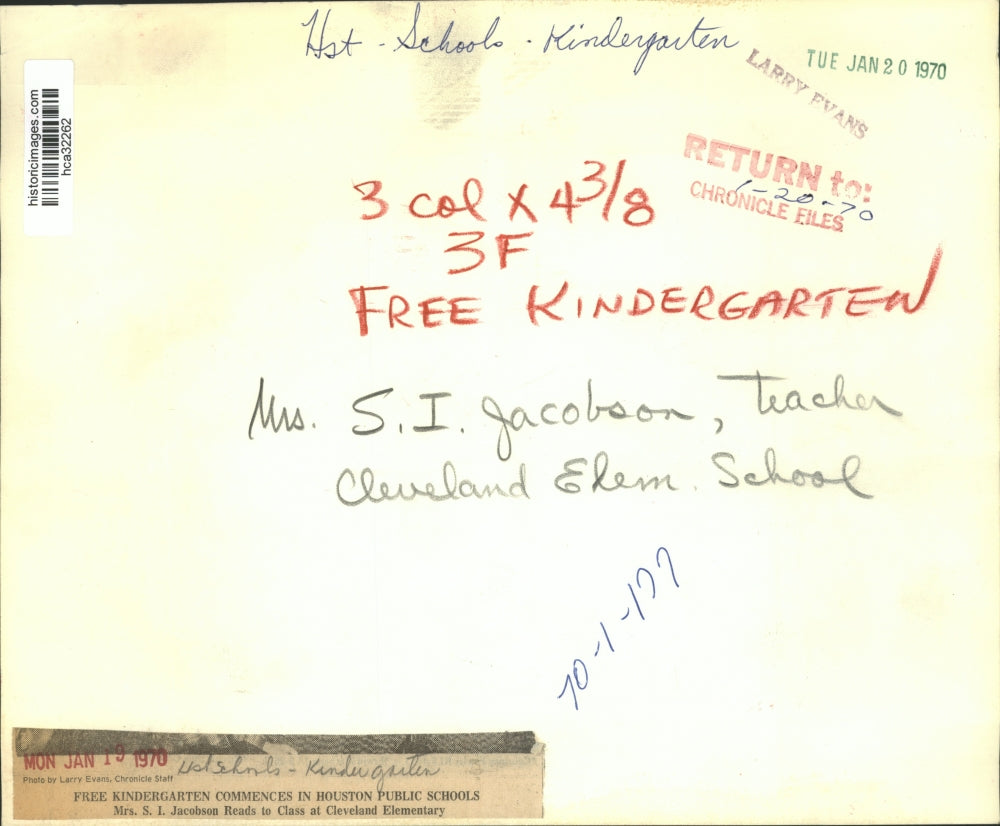 Hst - Schools - Kindergarten
TUE JAN 20 1970
LARRY EVANS
historicimages.com
hca32262
RETURN to:
1-20-70
CHRONICLE FILES
3 col x 4 3/8
3F
FREE KINDERGARTEN
Mrs. S. I. Jacobson, Teacher
Cleveland Elem. School
MON JAN 19 1970
Hst Schools - Kindergarten
Photo by Larry Evans, Chronicle Staff
FREE KINDERGARTEN COMMENCES IN HOUSTON PUBLIC SCHOOLS
Mrs. S. I. Jacobson Reads to Class at Cleveland Elementary